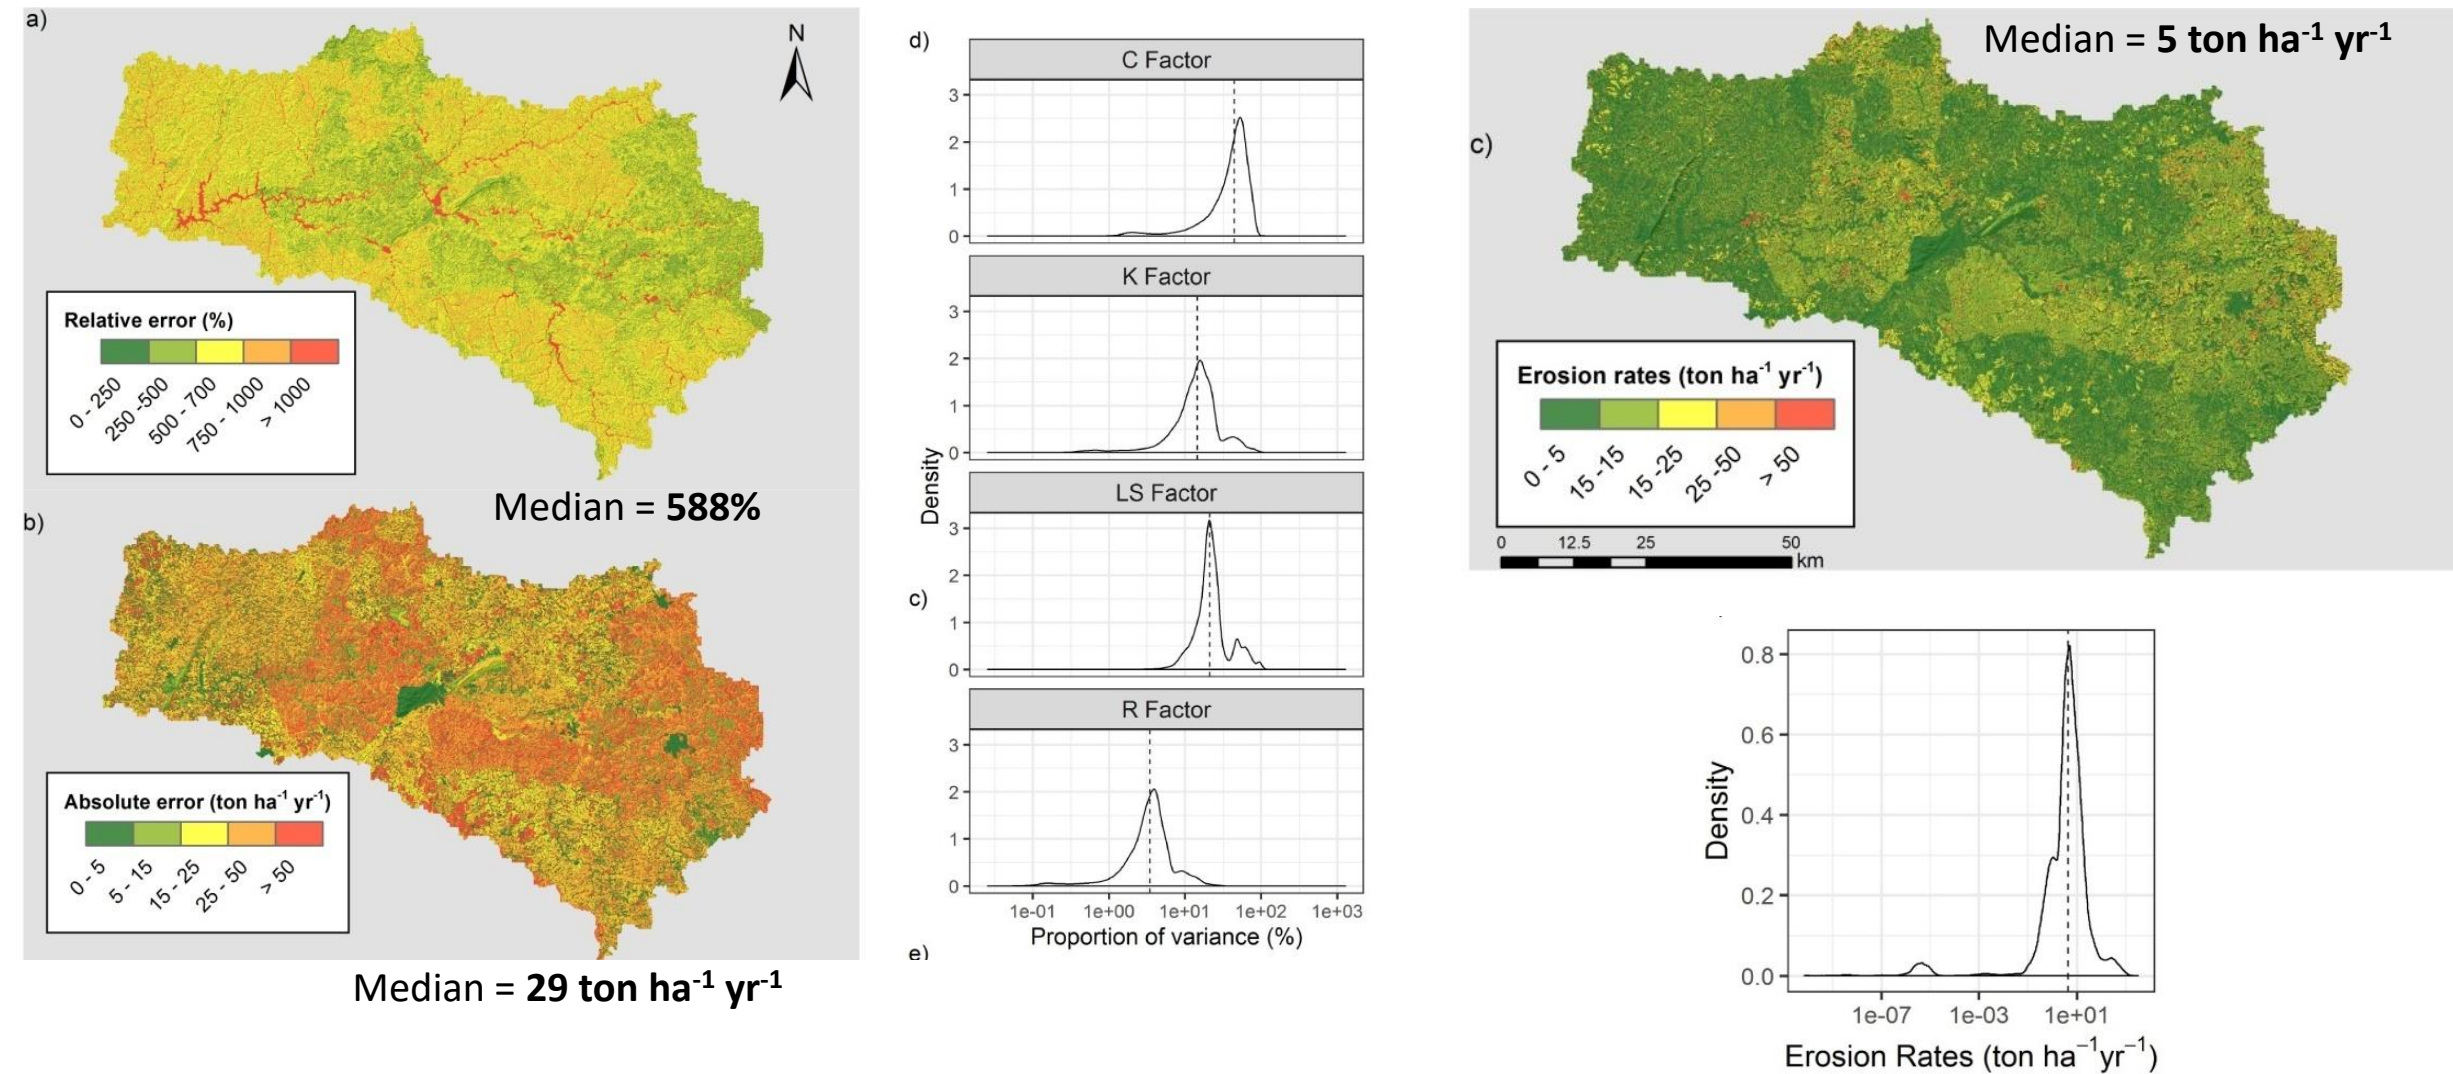 a)
N
Relative error (%)
0 - 250
250 -500
500 - 700
750 - 1000
> 1000
Median = 588%
b)
Absolute error (ton ha-1 yr-1)
0 - 5
5 - 15
15 - 25
25 - 50
> 50
Median = 29 ton ha-1 yr-1
d)
C Factor
3
2
1
0
K Factor
3
2
1
0
LS Factor
3
2
1
0
R Factor
3
2
1
0
Density
c)
1e-01 1e+00 1e+01 1e+02 1e+03
Proportion of variance (%)
e)
Median = 5 ton ha-1 yr-1
c)
Erosion rates (ton ha-1 yr-1)
0 - 5
15 -15
15 -25
25 -50
> 50
0 12.5 25 50
km
0.8
0.6
0.4
0.2
0.0
Density
1e-07 1e-03 1e+01
Erosion Rates (ton ha−1yr−1)